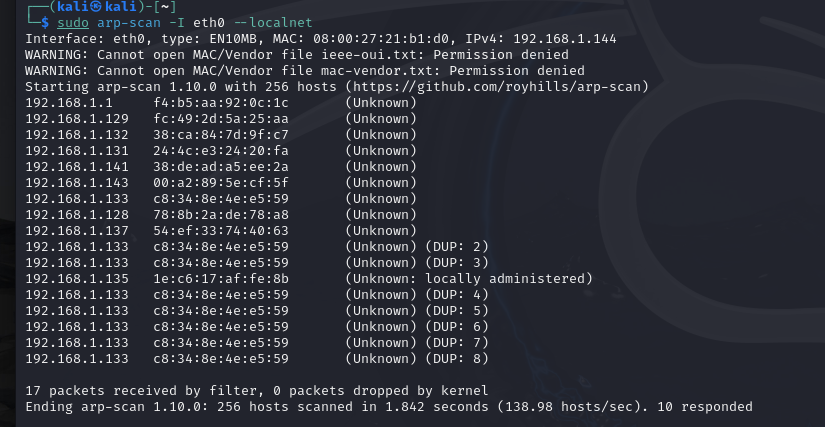 ┌──(kali㉿kali)-[~]
└─$ sudo arp-scan -I eth0 --localnet
Interface: eth0, type: EN10MB, MAC: 08:00:27:21:b1:d0, IPv4: 192.168.1.144
WARNING: Cannot open MAC/Vendor file ieee-oui.txt: Permission denied
WARNING: Cannot open MAC/Vendor file mac-vendor.txt: Permission denied
Starting arp-scan 1.10.0 with 256 hosts (https://github.com/royhills/arp-scan)
192.168.1.1     f4:b5:aa:92:0c:1c       (Unknown)
192.168.1.129   fc:49:2d:5a:25:aa       (Unknown)
192.168.1.132   38:ca:84:7d:9f:c7       (Unknown)
192.168.1.131   24:4c:e3:24:20:fa       (Unknown)
192.168.1.141   38:de:ad:a5:ee:2a       (Unknown)
192.168.1.143   00:a2:89:5e:cf:5f       (Unknown)
192.168.1.133   c8:34:8e:4e:e5:59       (Unknown)
192.168.1.128   78:8b:2a:de:78:a8       (Unknown)
192.168.1.137   54:ef:33:74:40:63       (Unknown)
192.168.1.133   c8:34:8e:4e:e5:59       (Unknown) (DUP: 2)
192.168.1.133   c8:34:8e:4e:e5:59       (Unknown) (DUP: 3)
192.168.1.135   1e:c6:17:af:fe:8b       (Unknown: locally administered)
192.168.1.133   c8:34:8e:4e:e5:59       (Unknown) (DUP: 4)
192.168.1.133   c8:34:8e:4e:e5:59       (Unknown) (DUP: 5)
192.168.1.133   c8:34:8e:4e:e5:59       (Unknown) (DUP: 6)
192.168.1.133   c8:34:8e:4e:e5:59       (Unknown) (DUP: 7)
192.168.1.133   c8:34:8e:4e:e5:59       (Unknown) (DUP: 8)

17 packets received by filter, 0 packets dropped by kernel
Ending arp-scan 1.10.0: 256 hosts scanned in 1.842 seconds (138.98 hosts/sec). 10 responded